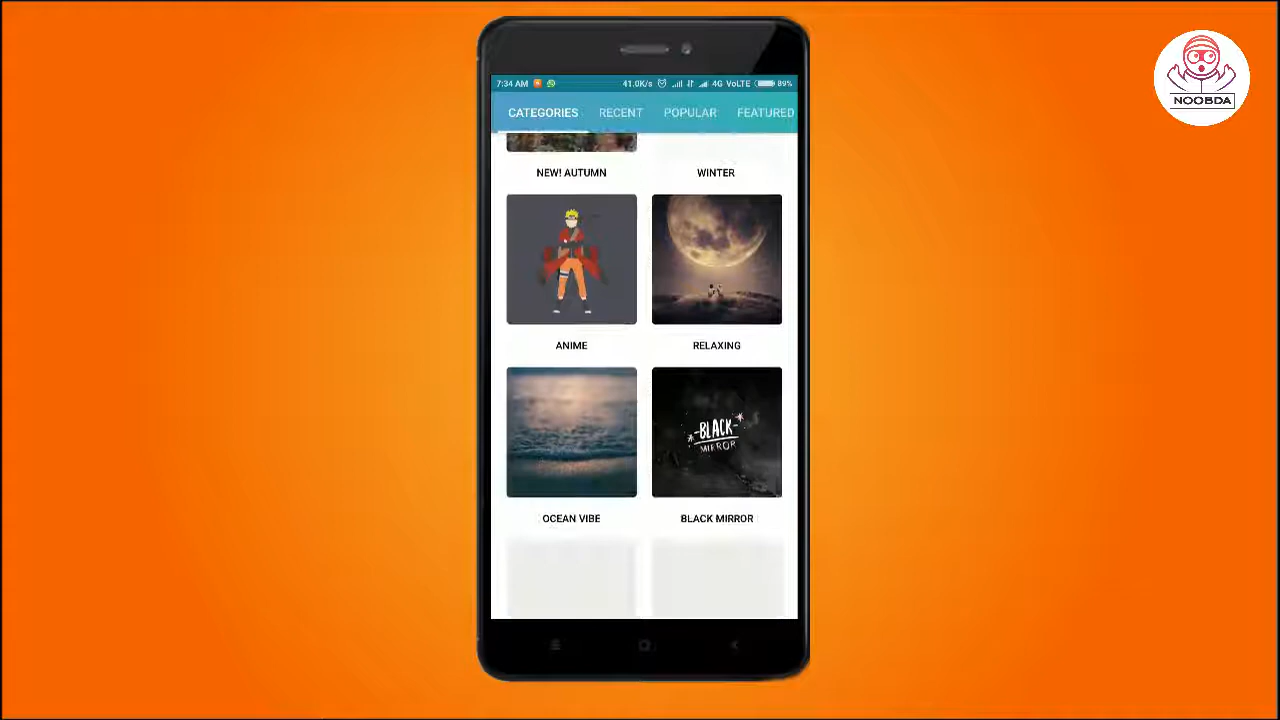 7:34 AM 41.0K/s 4G VoLTE 89%
CATEGORIES RECENT POPULAR FEATURED
NEW! AUTUMN WINTER
ANIME RELAXING
-BLACK-
MIRROR
OCEAN VIBE BLACK MIRROR
NOOBDA